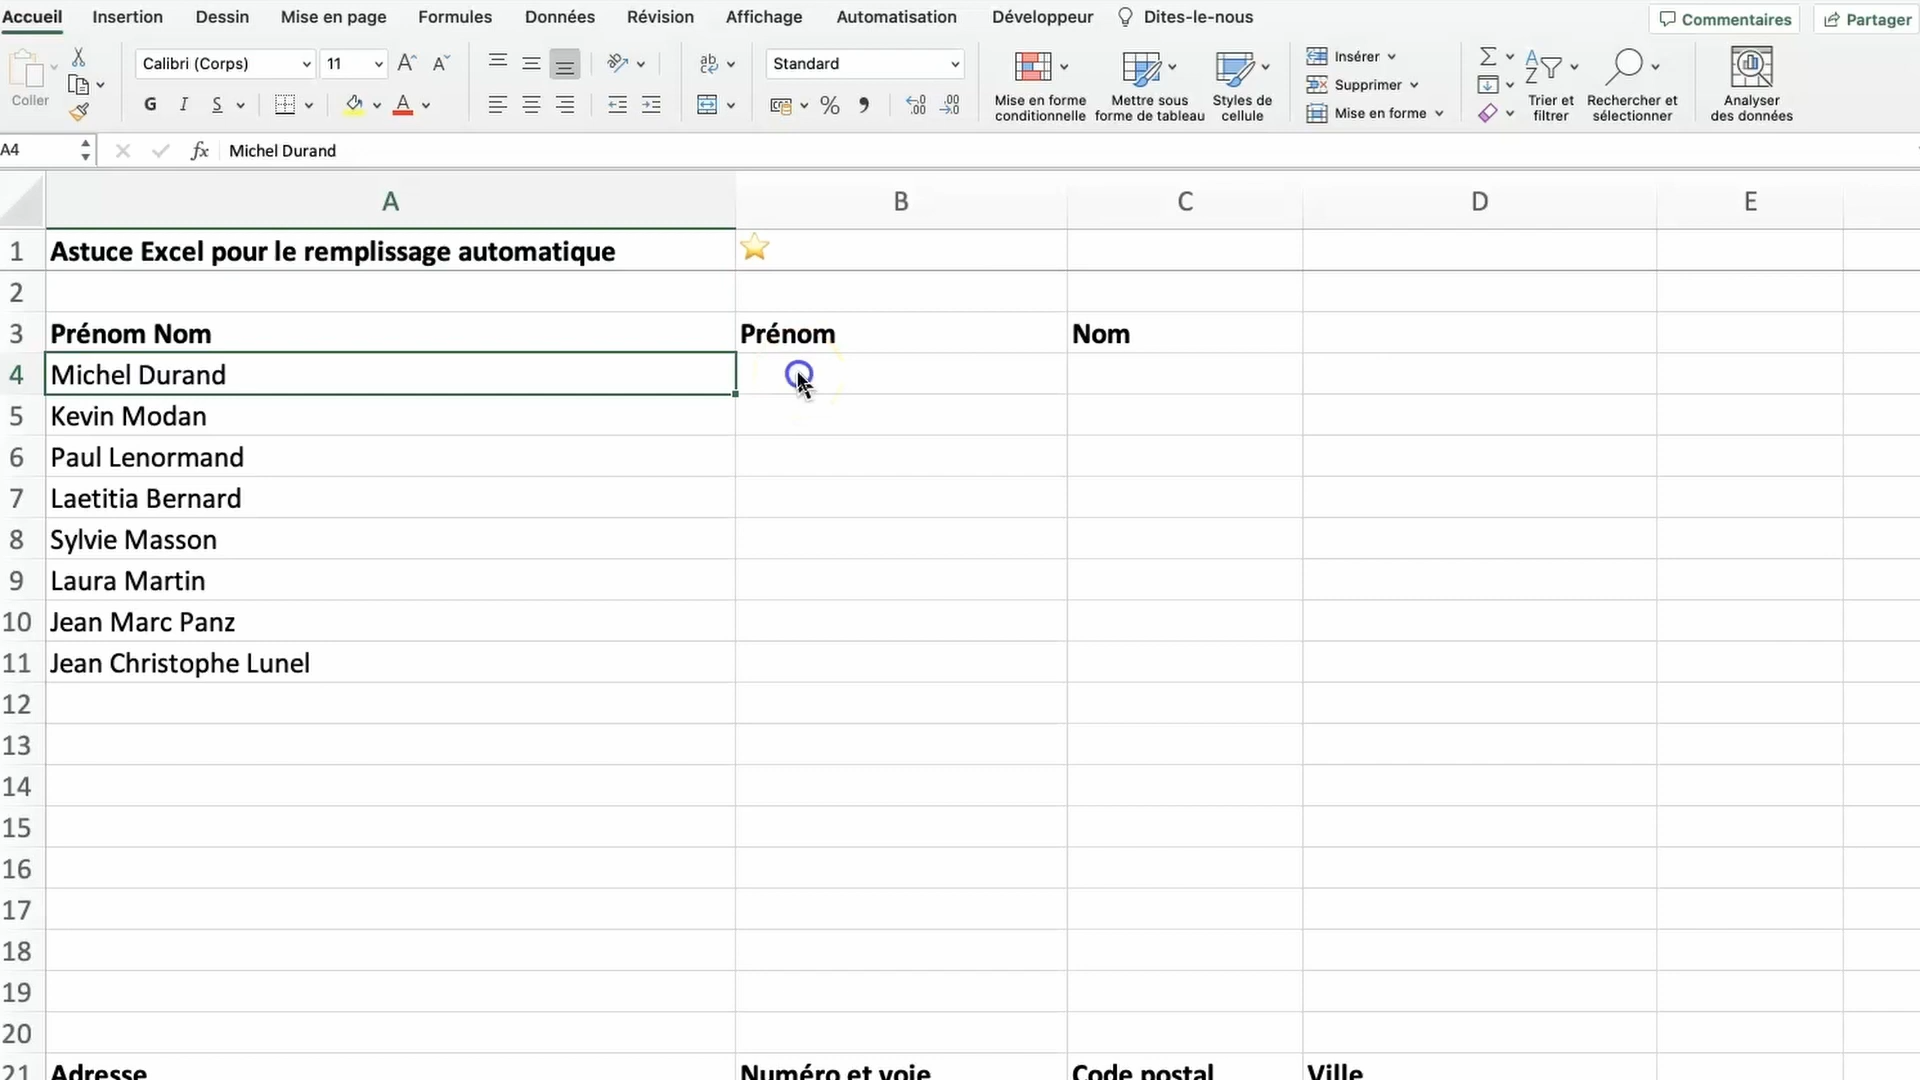 Accueil Insertion Dessin Mise en page Formules Données Révision Affichage Automatisation Développeur Dites-le-nous Commentaires Partager
Coller Calibri (Corps) 11 A A ab Standard Insérer
G I S A % Supprimer
Mise en forme conditionnelle Mettre sous forme de tableau Styles de cellule Mise en forme Trier et filtrer Rechercher et sélectionner Analyser des données
A4 fx Michel Durand
A B C D E
1 Astuce Excel pour le remplissage automatique
2
3 Prénom Nom Prénom Nom
4 Michel Durand
5 Kevin Modan
6 Paul Lenormand
7 Laetitia Bernard
8 Sylvie Masson
9 Laura Martin
10 Jean Marc Panz
11 Jean Christophe Lunel
12
13
14
15
16
17
18
19
20
21 Adresse Numéro et voie Code postal Ville